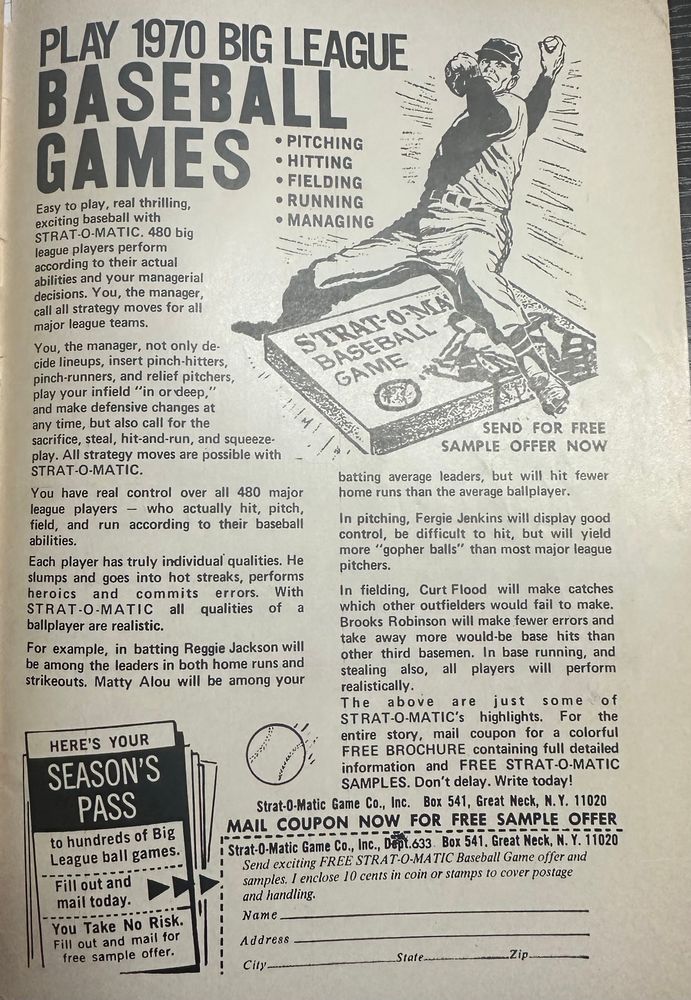 PLAY 1970 BIG LEAGUE
BASEBALL
GAMES
• PITCHING
• HITTING
• FIELDING
• RUNNING
• MANAGING
Easy to play, real thrilling,
exciting baseball with
STRAT-O-MATIC. 480 big
league players perform
according to their actual
abilities and your managerial
decisions. You, the manager,
call all strategy moves for all
major league teams.
You, the manager, not only de-
cide lineups, insert pinch-hitters,
pinch-runners, and relief pitchers,
play your infield "in or deep,"
and make defensive changes at
any time, but also call for the
sacrifice, steal, hit-and-run, and squeeze-
play. All strategy moves are possible with
STRAT-O-MATIC.
You have real control over all 480 major
league players — who actually hit, pitch,
field, and run according to their baseball
abilities.
Each player has truly individual qualities. He
slumps and goes into hot streaks, performs
heroics and commits errors. With
STRAT-O-MATIC all qualities of a
ballplayer are realistic.
For example, in batting Reggie Jackson will
be among the leaders in both home runs and
strikeouts. Matty Alou will be among your
STRAT-O-MA
BASEBALL
GAME
SEND FOR FREE
SAMPLE OFFER NOW
batting average leaders, but will hit fewer
home runs than the average ballplayer.
In pitching, Fergie Jenkins will display good
control, be difficult to hit, but will yield
more "gopher balls" than most major league
pitchers.
In fielding, Curt Flood will make catches
which other outfielders would fail to make.
Brooks Robinson will make fewer errors and
take away more would-be base hits than
other third basemen. In base running, and
stealing also, all players will perform
realistically.
The above are just some of
STRAT-O-MATIC's highlights. For the
entire story, mail coupon for a colorful
FREE BROCHURE containing full detailed
information and FREE STRAT-O-MATIC
SAMPLES. Don't delay. Write today!
Strat-O-Matic Game Co., Inc. Box 541, Great Neck, N.Y. 11020
MAIL COUPON NOW FOR FREE SAMPLE OFFER
Strat-O-Matic Game Co., Inc., Dept.633 Box 541, Great Neck, N.Y. 11020
Send exciting FREE STRAT-O-MATIC Baseball Game offer and
samples. I enclose 10 cents in coin or stamps to cover postage
and handling.
Name
Address
City State Zip
HERE'S YOUR
SEASON'S
PASS
to hundreds of Big
League ball games.
Fill out and
mail today.
You Take No Risk.
Fill out and mail for
free sample offer.